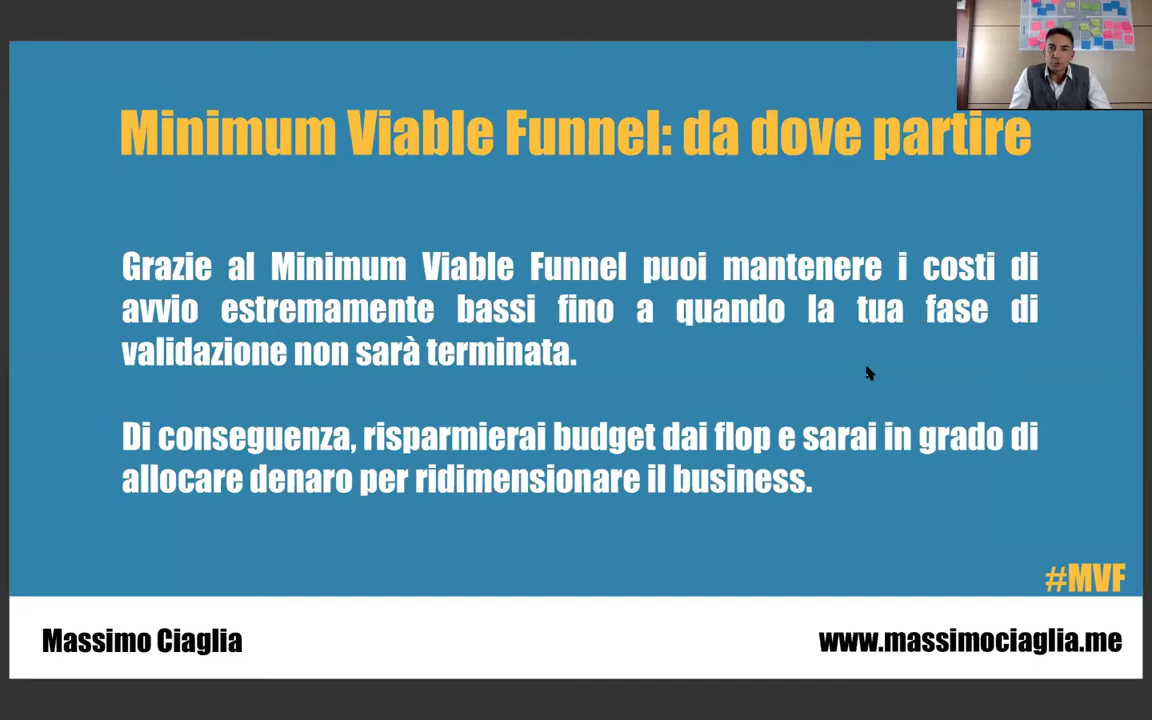 Minimum Viable Funnel: da dove partire
Grazie al Minimum Viable Funnel puoi mantenere i costi di
avvio estremamente bassi fino a quando la tua fase di
validazione non sarà terminata.
Di conseguenza, risparmierai budget dai flop e sarai in grado di
allocare denaro per ridimensionare il business.
#MVF
Massimo Ciaglia
www.massimociaglia.me